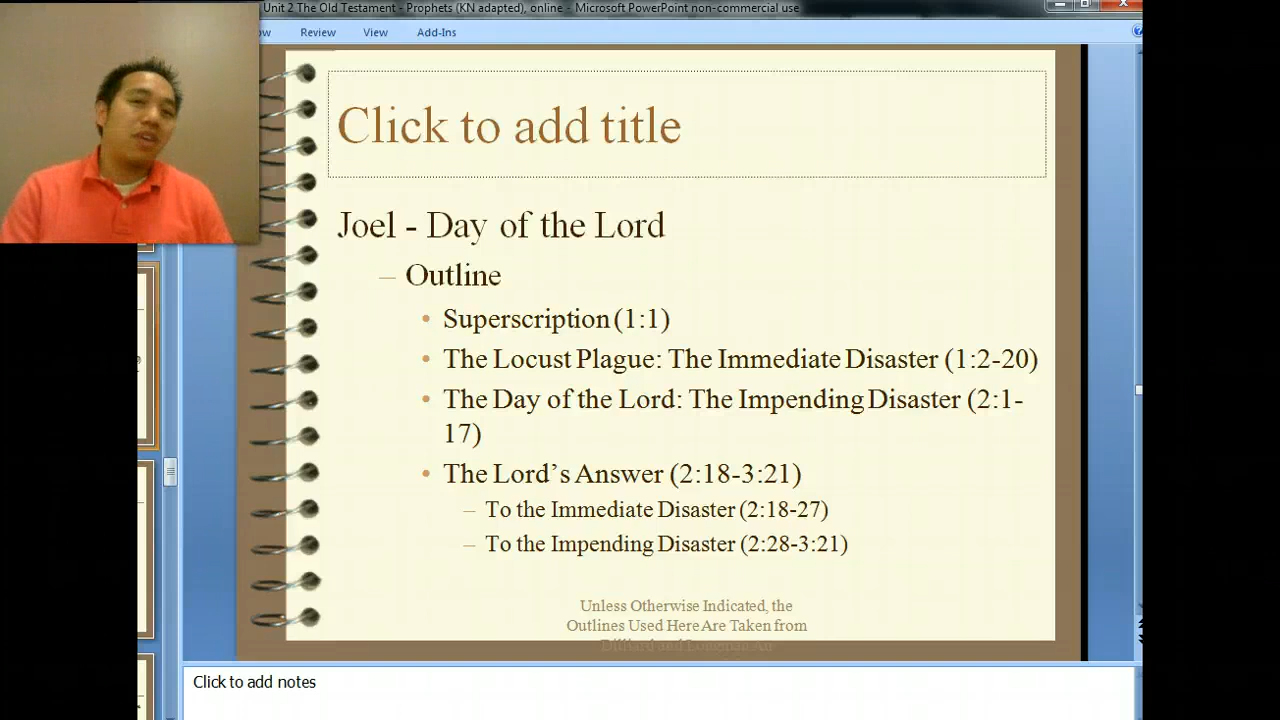 Unit 2 The Old Testament - Prophets (KN adapted), online - Microsoft PowerPoint non-commercial use
Review View Add-Ins
Click to add title
Joel - Day of the Lord
– Outline
• Superscription (1:1)
• The Locust Plague: The Immediate Disaster (1:2-20)
• The Day of the Lord: The Impending Disaster (2:1-
17)
• The Lord's Answer (2:18-3:21)
– To the Immediate Disaster (2:18-27)
– To the Impending Disaster (2:28-3:21)
Unless Otherwise Indicated, the
Outlines Used Here Are Taken from
Dillard and Longman
Click to add notes